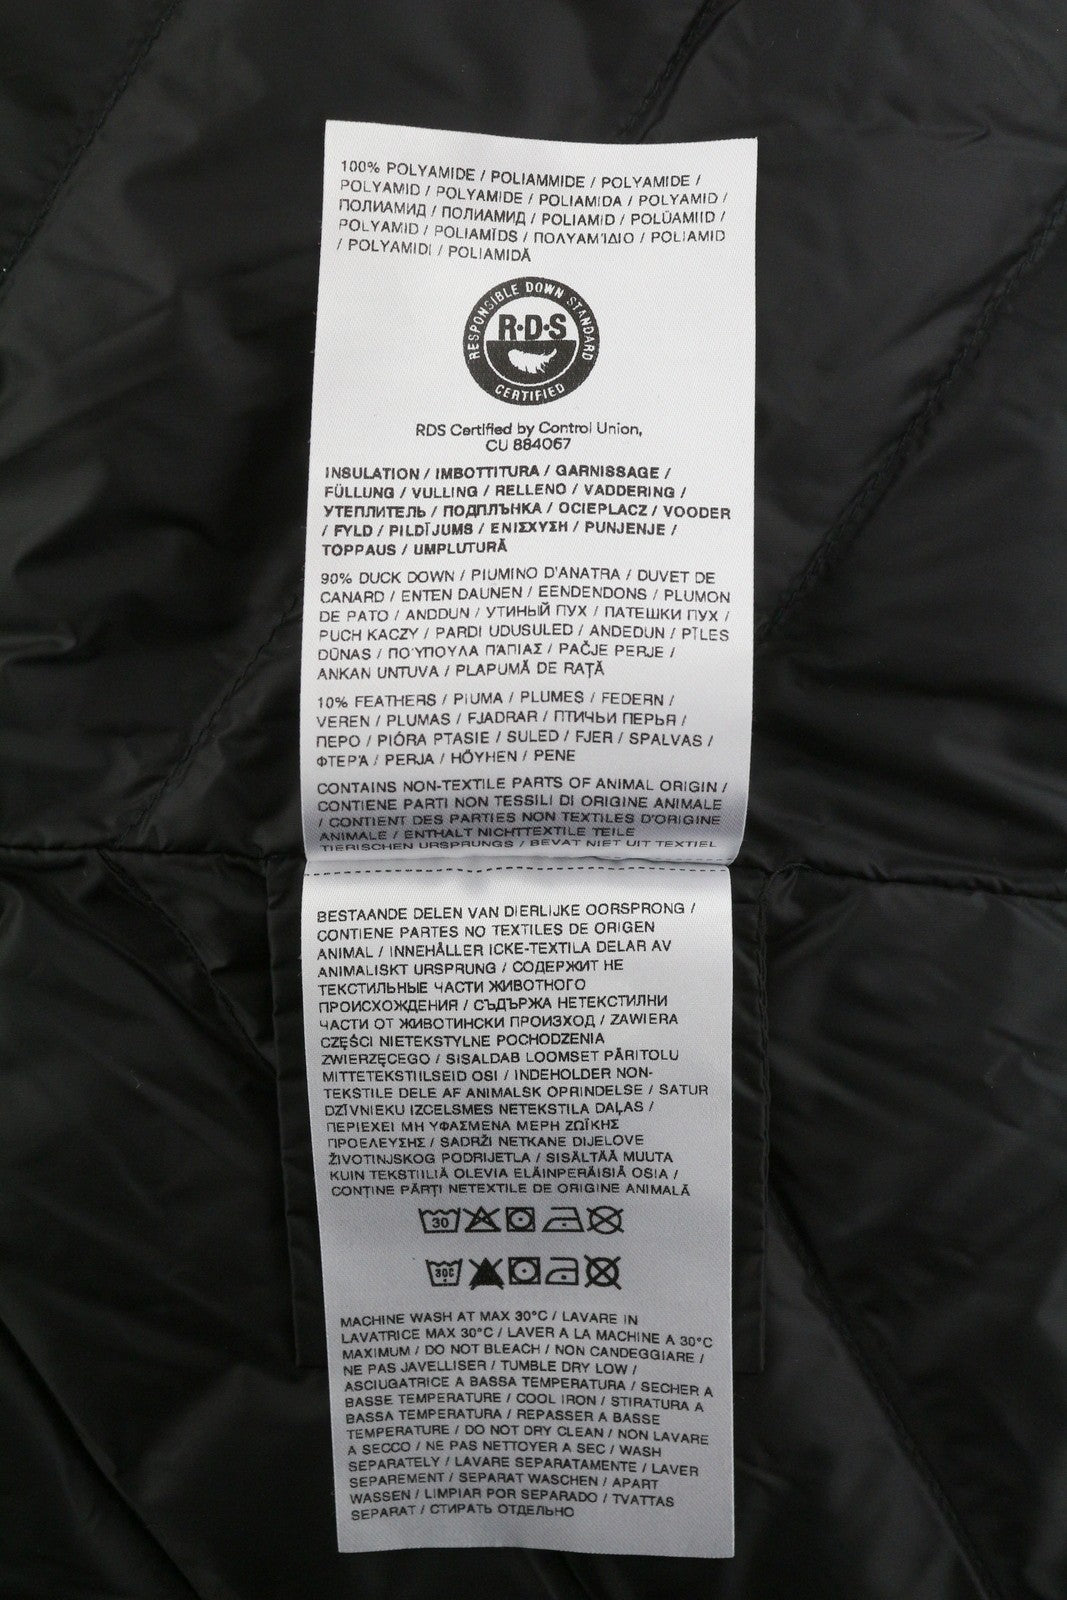 100% POLYAMIDE / POLIAMMIDE / POLYAMIDE /
POLYAMID / POLYAMIDE / POLIAMIDA / POLYAMID /
ПОЛИАМИД / ПОЛИАМИД / POLIAMID / POLÜAMIID /
POLYAMID / POLIAMĪDS / ΠΟΛΥΑΜΊΔΙΟ / POLIAMID
/ POLYAMIDI / POLIAMIDĂ
RESPONSIBLE DOWN STANDARD
R·D·S
CERTIFIED
RDS Certified by Control Union,
CU 884067
INSULATION / IMBOTTITURA / GARNISSAGE /
FÜLLUNG / VULLING / RELLENO / VADDERING /
УТЕПЛИТЕЛЬ / ПОДПЛЪНКА / OCIEPLACZ / VOODER
/ FYLD / PILDĪJUMS / ΕΝΙΣΧΥΣΗ / PUNJENJE /
TOPPAUS / UMPLUTURĂ
90% DUCK DOWN / PIUMINO D'ANATRA / DUVET DE
CANARD / ENTEN DAUNEN / EENDENDONS / PLUMON
DE PATO / ANDDUN / УТИНЫЙ ПУХ / ПАТЕШКИ ПУХ /
PUCH KACZY / PARDI UDUSULED / ANDEDUN / PĪLES
DŪNAS / ΠΟΎΠΟΥΛΑ ΠΆΠΙΑΣ / PAČJE PERJE /
ANKAN UNTUVA / PLAPUMĂ DE RAȚĂ
10% FEATHERS / PIUMA / PLUMES / FEDERN /
VEREN / PLUMAS / FJADRAR / ПТИЧЬИ ПЕРЬЯ /
ПЕРО / PIÓRA PTASIE / SULED / FJER / SPALVAS /
ΦΤΕΡΆ / PERJA / HÖYHEN / PENE
CONTAINS NON-TEXTILE PARTS OF ANIMAL ORIGIN /
CONTIENE PARTI NON TESSILI DI ORIGINE ANIMALE
/ CONTIENT DES PARTIES NON TEXTILES D'ORIGINE
ANIMALE / ENTHALT NICHTTEXTILE TEILE
TIERISCHEN URSPRUNGS / BEVAT NIET UIT TEXTIEL
BESTAANDE DELEN VAN DIERLIJKE OORSPRONG /
CONTIENE PARTES NO TEXTILES DE ORIGEN
ANIMAL / INNEHÅLLER ICKE-TEXTILA DELAR AV
ANIMALISKT URSPRUNG / СОДЕРЖИТ НЕ
ТЕКСТИЛЬНЫЕ ЧАСТИ ЖИВОТНОГО
ПРОИСХОЖДЕНИЯ / СЪДЪРЖА НЕТЕКСТИЛНИ
ЧАСТИ ОТ ЖИВОТИНСКИ ПРОИЗХОД / ZAWIERA
CZĘŚCI NIETEKSTYLNE POCHODZENIA
ZWIERZĘCEGO / SISALDAB LOOMSET PÄRITOLU
MITTETEKSTIILSEID OSI / INDEHOLDER NON-
TEKSTILE DELE AF ANIMALSK OPRINDELSE / SATUR
DZĪVNIEKU IZCELSMES NETEKSTILA DAĻAS /
ΠΕΡΙΕΧΕΙ ΜΗ ΥΦΑΣΜΕΝΑ ΜΕΡΗ ΖΩΪΚΗΣ
ΠΡΟΕΛΕΥΣΗΣ / SADRŽI NETKANE DIJELOVE
ŽIVOTINJSKOG PODRIJETLA / SISÄLTÄÄ MUUTA
KUIN TEKSTIILIÄ OLEVIA ELÄINPERÄISIÄ OSIA /
CONȚINE PĂRȚI NETEXTILE DE ORIGINE ANIMALĂ
30
30C
MACHINE WASH AT MAX 30°C / LAVARE IN
LAVATRICE MAX 30°C / LAVER A LA MACHINE A 30°C
MAXIMUM / DO NOT BLEACH / NON CANDEGGIARE /
NE PAS JAVELLISER / TUMBLE DRY LOW /
ASCIUGATRICE A BASSA TEMPERATURA / SECHER A
BASSE TEMPERATURE / COOL IRON / STIRATURA A
BASSA TEMPERATURA / REPASSER A BASSE
TEMPERATURE / DO NOT DRY CLEAN / NON LAVARE
A SECCO / NE PAS NETTOYER A SEC / WASH
SEPARATELY / LAVARE SEPARATAMENTE / LAVER
SEPAREMENT / SEPARAT WASCHEN / APART
WASSEN / LIMPIAR POR SEPARADO / TVATTAS
SEPARAT / СТИРАТЬ ОТДЕЛЬНО